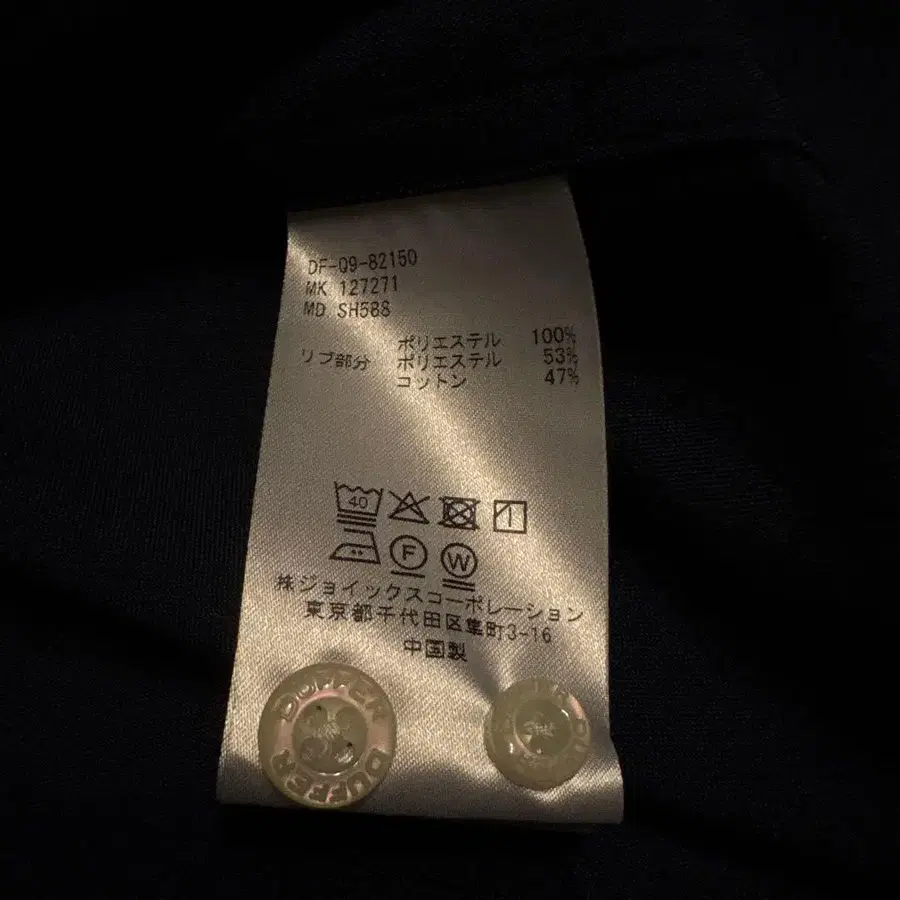 DF-Q9-82150
MK 127271
MD SH588
ポリエステル 100%
リブ部分 ポリエステル 53%
コットン 47%
40
F W
株ジョイックスコーポレーション
東京都千代田区隼町3-16
中国製
DUFFER DUFFER